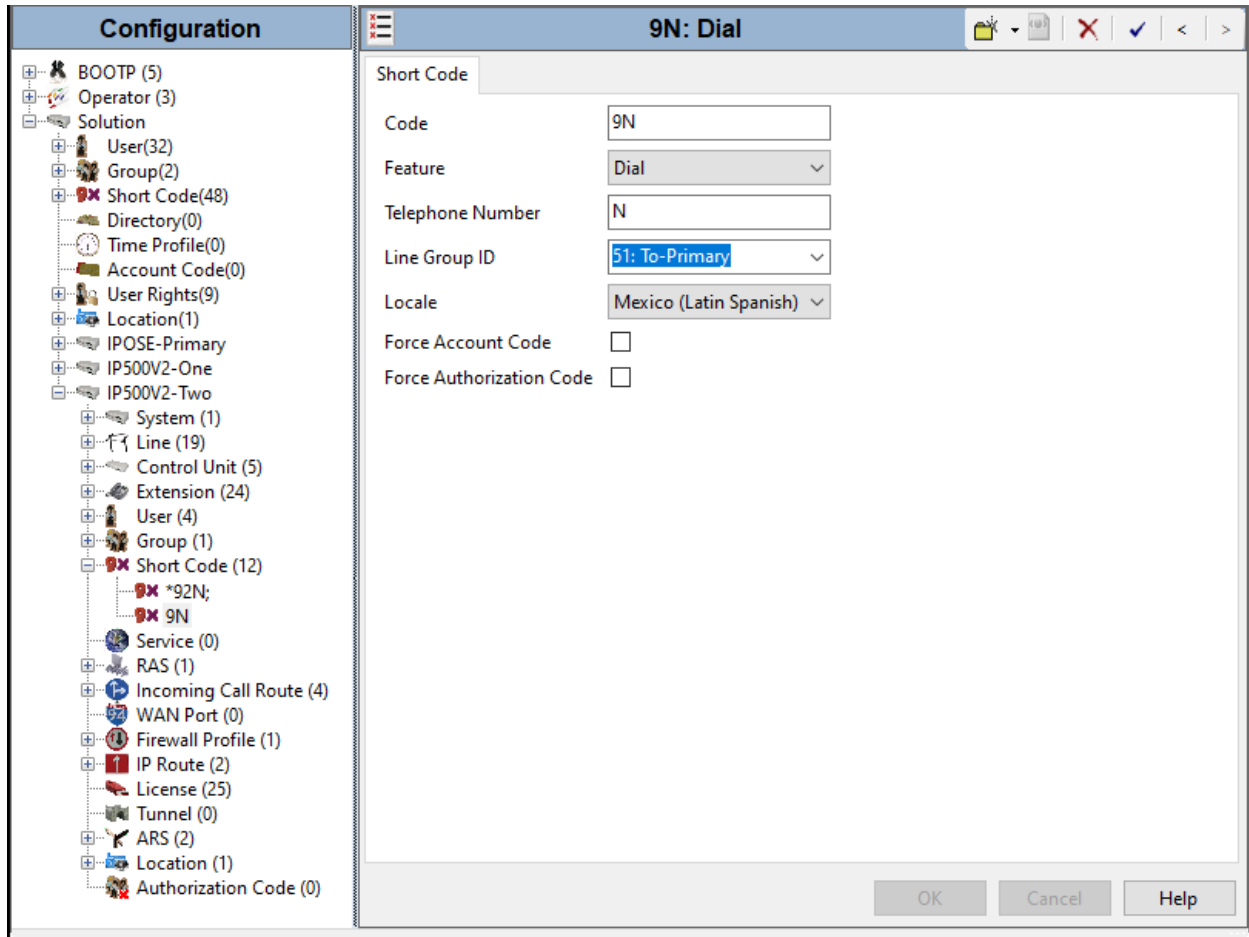 Configuration
BOOTP (5)
Operator (3)
Solution
User(32)
Group(2)
Short Code(48)
Directory(0)
Time Profile(0)
Account Code(0)
User Rights(9)
Location(1)
IPOSE-Primary
IP500V2-One
IP500V2-Two
System (1)
Line (19)
Control Unit (5)
Extension (24)
User (4)
Group (1)
Short Code (12)
*92N;
9N
Service (0)
RAS (1)
Incoming Call Route (4)
WAN Port (0)
Firewall Profile (1)
IP Route (2)
License (25)
Tunnel (0)
ARS (2)
Location (1)
Authorization Code (0)
9N: Dial
Short Code
Code 9N
Feature Dial
Telephone Number N
Line Group ID 51: To-Primary
Locale Mexico (Latin Spanish)
Force Account Code
Force Authorization Code
OK Cancel Help